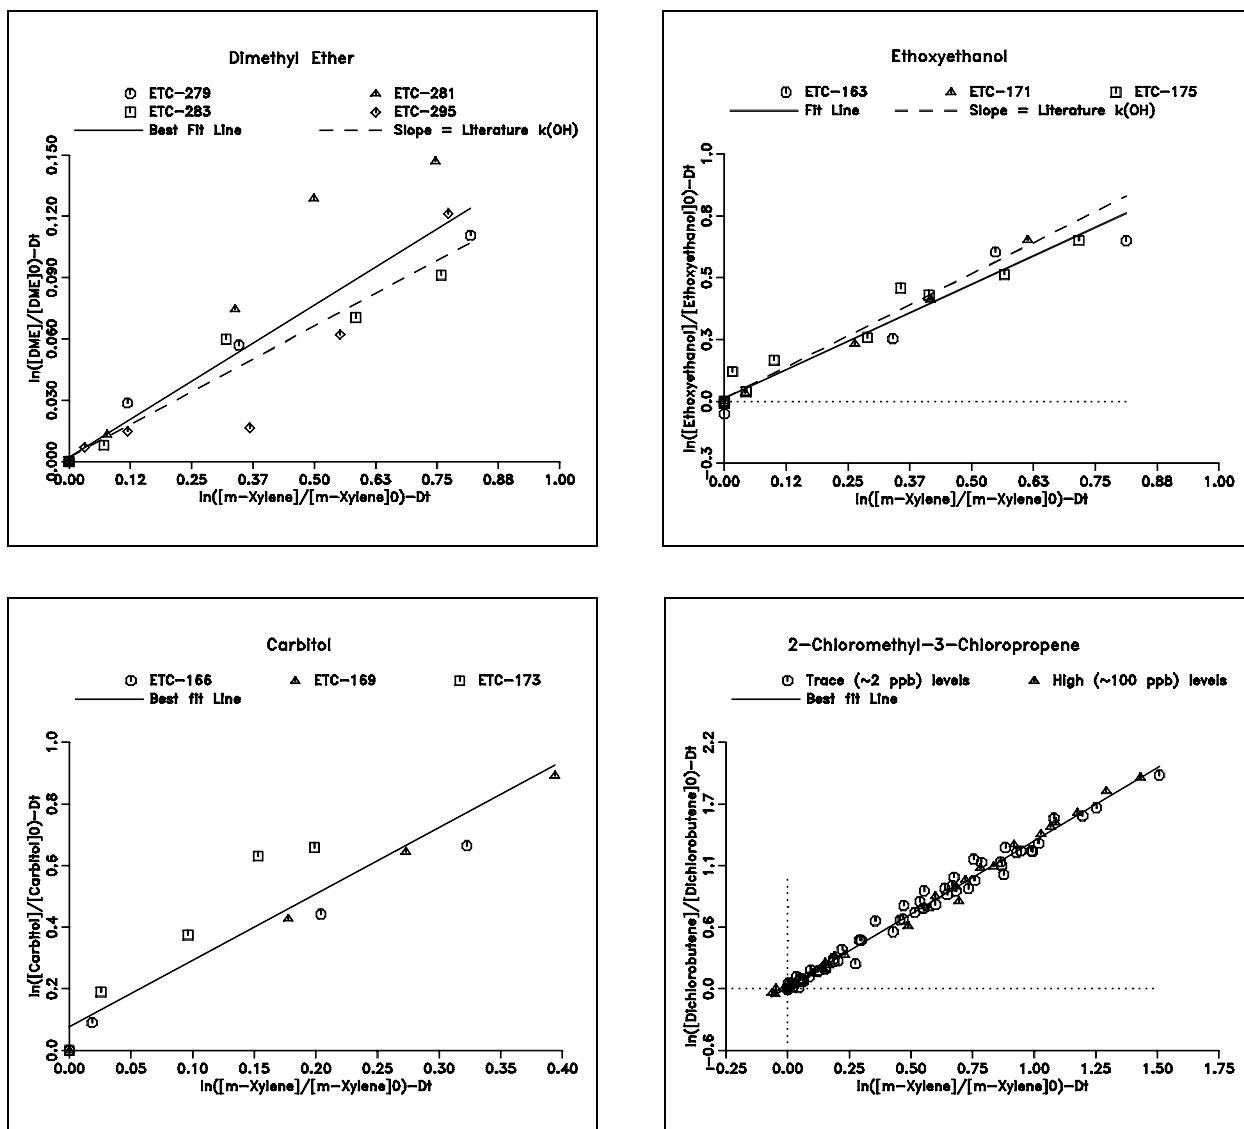 Dimethyl Ether
ETC-279 ETC-281
ETC-283 ETC-295
Best Fit Line Slope = Literature k(OH)
ln([DME]/[DME]0)-Dt
0.150
0.120
0.090
0.060
0.030
0.000
0.00 0.12 0.25 0.37 0.50 0.63 0.75 0.88 1.00
ln([m-Xylene]/[m-Xylene]0)-Dt
Ethoxyethanol
ETC-163 ETC-171 ETC-175
Fit Line Slope = Literature k(OH)
ln([Ethoxyethanol]/[Ethoxyethanol]0)-Dt
1.0
0.8
0.5
0.3
0.0
-0.3
0.00 0.12 0.25 0.37 0.50 0.63 0.75 0.88 1.00
ln([m-Xylene]/[m-Xylene]0)-Dt
Carbitol
ETC-166 ETC-169 ETC-173
Best fit Line
ln([Carbitol]/[Carbitol]0)-Dt
1.0
0.8
0.6
0.4
0.2
0.0
0.00 0.05 0.10 0.15 0.20 0.25 0.30 0.35 0.40
ln([m-Xylene]/[m-Xylene]0)-Dt
2-Chloromethyl-3-Chloropropene
Trace (~2 ppb) levels High (~100 ppb) levels
Best fit Line
ln([Dichlorobutene]/[Dichlorobutene]0)-Dt
2.2
1.7
1.1
0.6
0.0
-0.6
-0.25 0.00 0.25 0.50 0.75 1.00 1.25 1.50 1.75
ln([m-Xylene]/[m-Xylene]0)-Dt